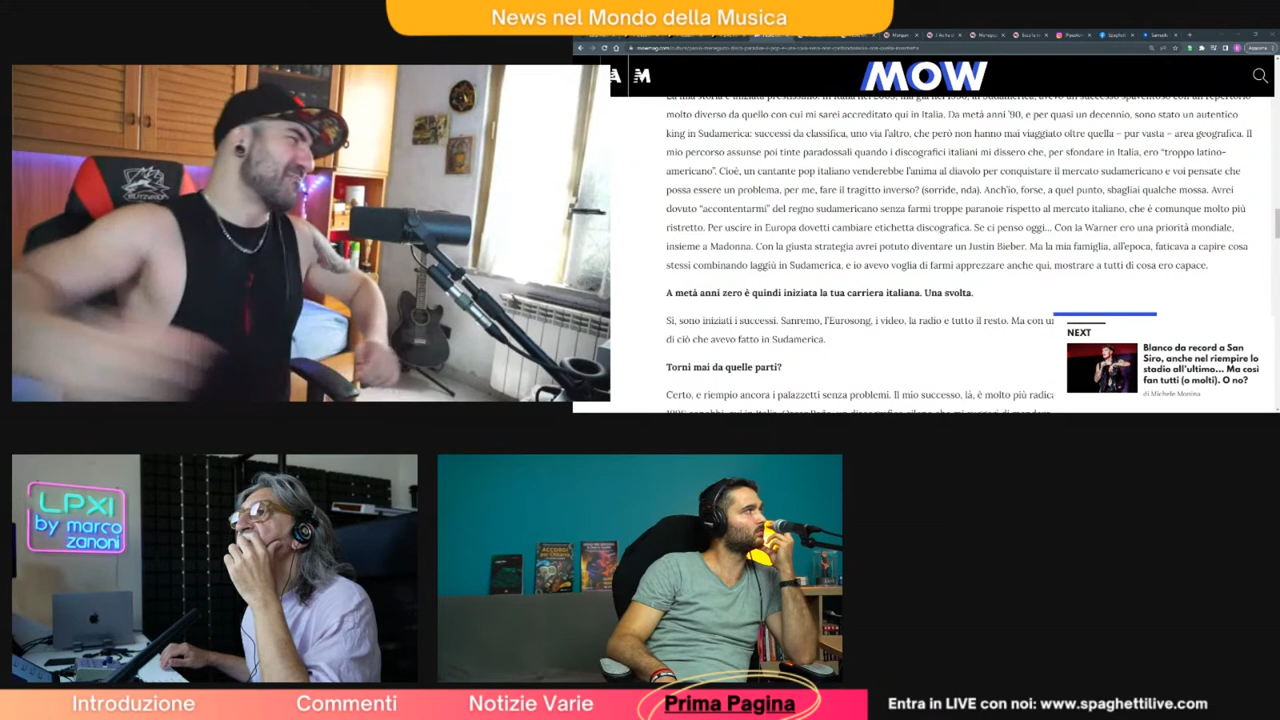 News nel Mondo della Musica
MOW
molto diverso da quello con cui mi sarei accreditato qui in Italia. Da metà anni '90, e per quasi un decennio, sono stato un autentico
king in Sudamerica: successi da classifica, uno via l'altro, che però non hanno mai viaggiato oltre quella – pur vasta – area geografica. Il
mio percorso assunse poi tinte paradossali quando i discografici italiani mi dissero che, per sfondare in Italia, ero “troppo latino-
americano”. Cioè, un cantante pop italiano venderebbe l'anima al diavolo per conquistare il mercato sudamericano e voi pensate che
possa essere un problema, per me, fare il tragitto inverso? (sorride, nda). Anch'io, forse, a quel punto, sbagliai qualche mossa. Avrei
dovuto “accontentarmi” del regno sudamericano senza farmi troppe paranoie rispetto al mercato italiano, che è comunque molto più
ristretto. Per uscire in Europa dovetti cambiare etichetta discografica. Se ci penso oggi... Con la Warner ero una priorità mondiale,
insieme a Madonna. Con la giusta strategia avrei potuto diventare un Justin Bieber. Ma la mia famiglia, all'epoca, faticava a capire cosa
stessi combinando laggiù in Sudamerica, e io avevo voglia di farmi apprezzare anche qui, mostrare a tutti di cosa ero capace.
A metà anni zero è quindi iniziata la tua carriera italiana. Una svolta.
Sì, sono iniziati i successi. Sanremo, l'Eurosong, i video, la radio e tutto il resto. Ma con un
di ciò che avevo fatto in Sudamerica.
Torni mai da quelle parti?
Certo, e riempio ancora i palazzetti senza problemi. Il mio successo, là, è molto più radica
NEXT
Blanco da record a San
Siro, anche nel riempire lo
stadio all'ultimo... Ma così
fan tutti (o molti). O no?
di Michele Monina
LPXI
by marco
zanoni
ACCORDI
Introduzione
Commenti
Notizie Varie
Prima Pagina
Entra in LIVE con noi: www.spaghettilive.com